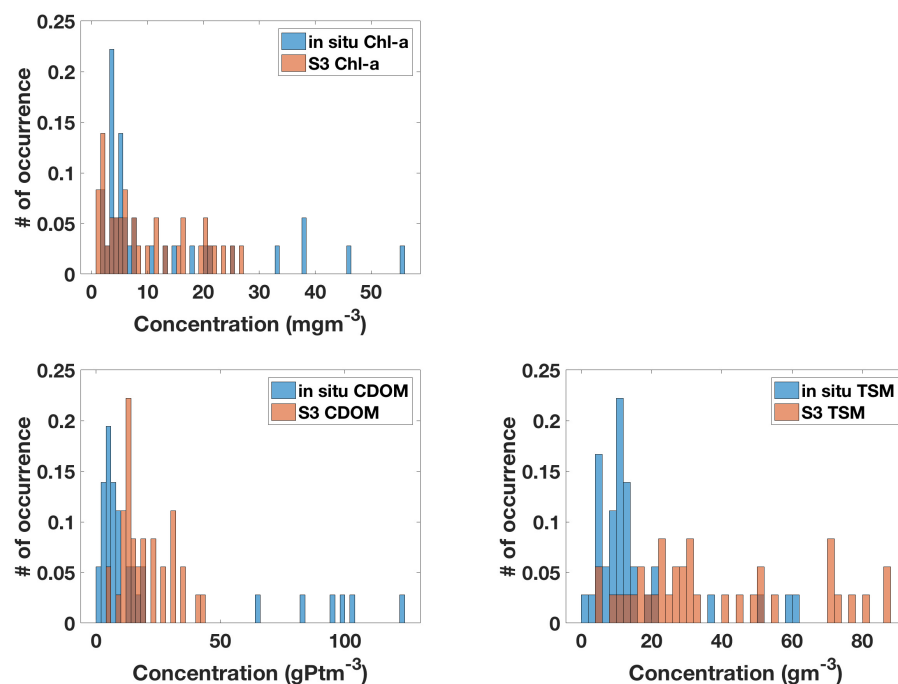 0.25
in situ Chl-a
S3 Chl-a
0.2
0.15
0.1
0.05
0
# of occurrence
0 10 20 30 40 50
Concentration (mgm⁻³)
0.25
in situ CDOM
S3 CDOM
0.2
0.15
0.1
0.05
0
# of occurrence
0 50 100
Concentration (gPtm⁻³)
0.25
in situ TSM
S3 TSM
0.2
0.15
0.1
0.05
0
# of occurrence
0 20 40 60 80
Concentration (gm⁻³)